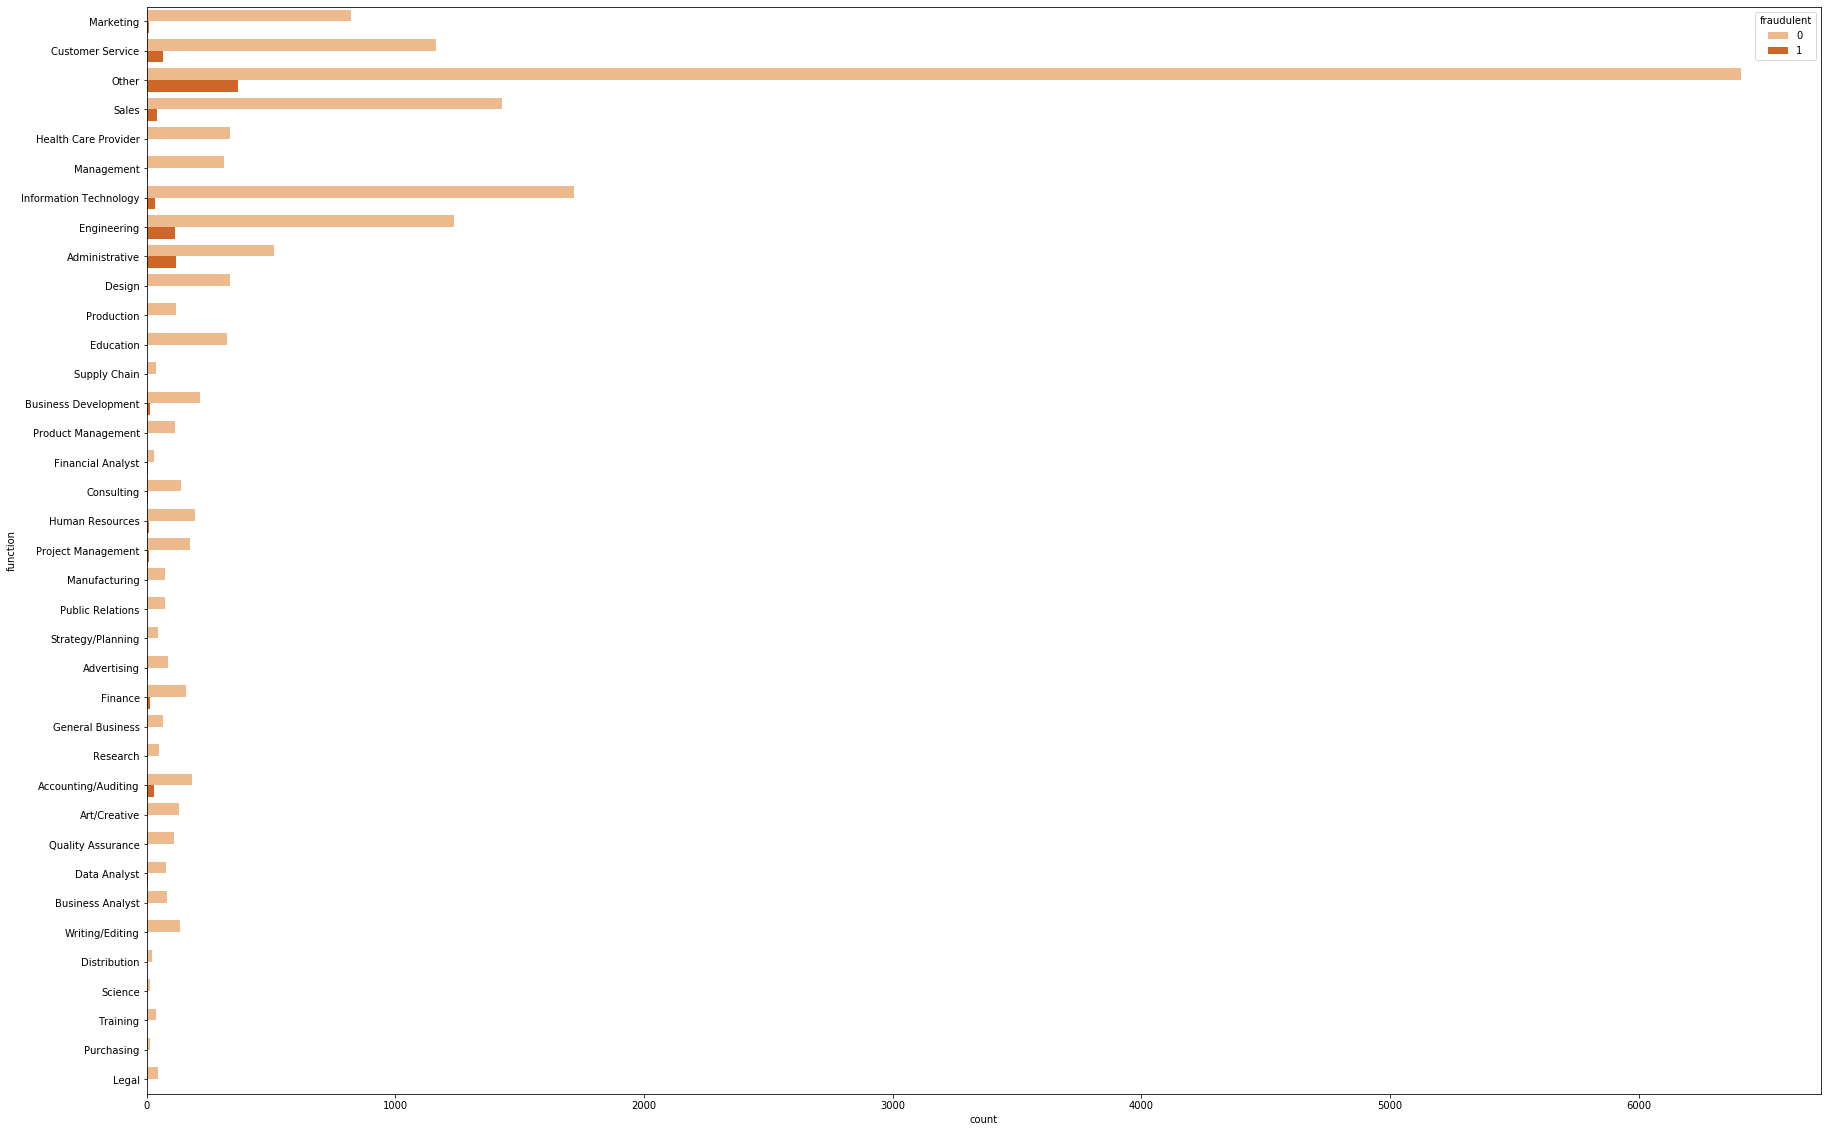 fraudulent
0
1
Marketing
Customer Service
Other
Sales
Health Care Provider
Management
Information Technology
Engineering
Administrative
Design
Production
Education
Supply Chain
Business Development
Product Management
Financial Analyst
Consulting
Human Resources
Project Management
Manufacturing
Public Relations
Strategy/Planning
Advertising
Finance
General Business
Research
Accounting/Auditing
Art/Creative
Quality Assurance
Data Analyst
Business Analyst
Writing/Editing
Distribution
Science
Training
Purchasing
Legal
function
0 1000 2000 3000 4000 5000 6000
count